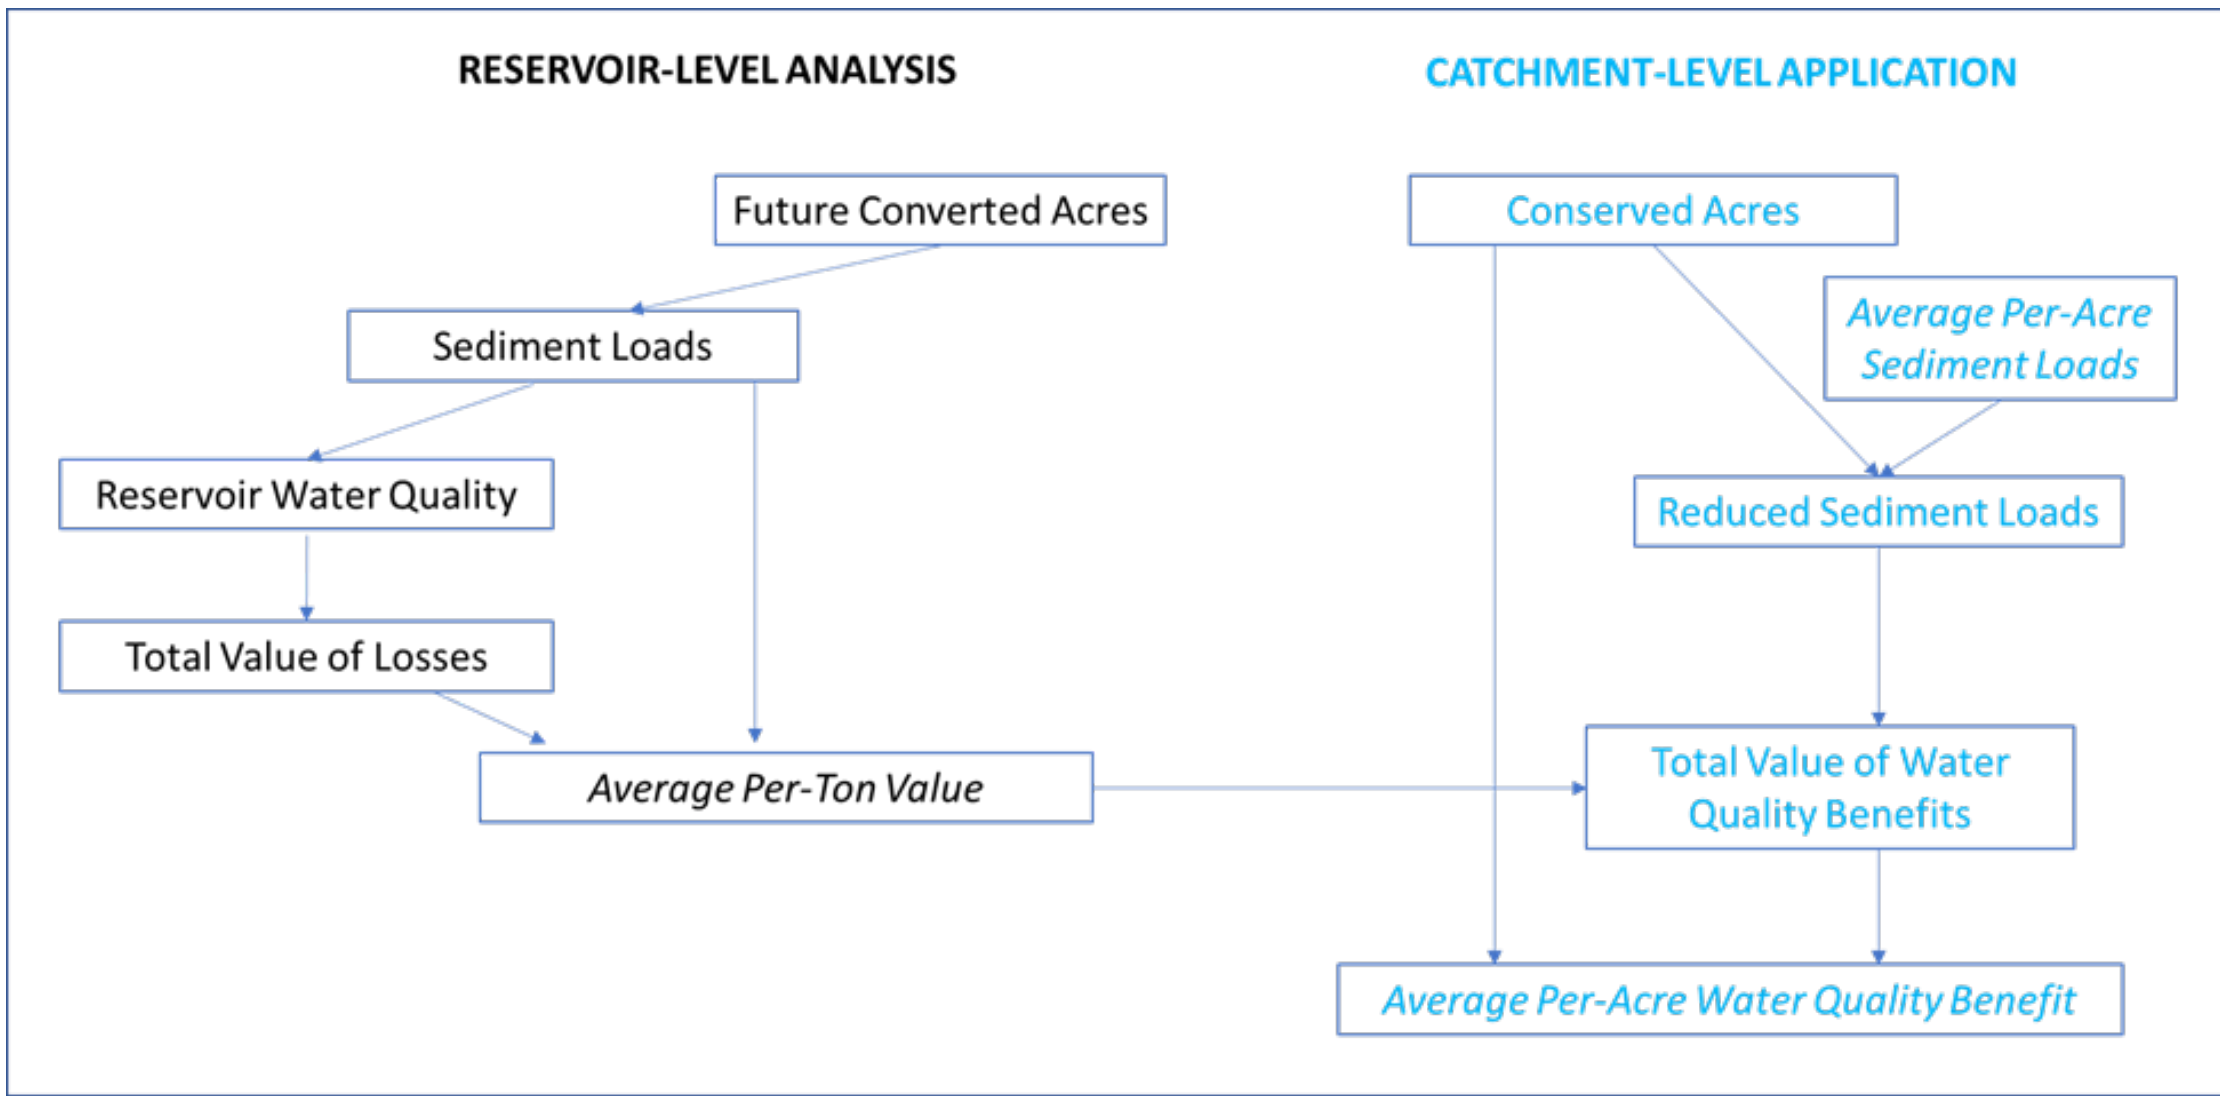 RESERVOIR-LEVEL ANALYSIS
Future Converted Acres
Sediment Loads
Reservoir Water Quality
Total Value of Losses
Average Per-Ton Value
CATCHMENT-LEVEL APPLICATION
Conserved Acres
Average Per-Acre
Sediment Loads
Reduced Sediment Loads
Total Value of Water
Quality Benefits
Average Per-Acre Water Quality Benefit